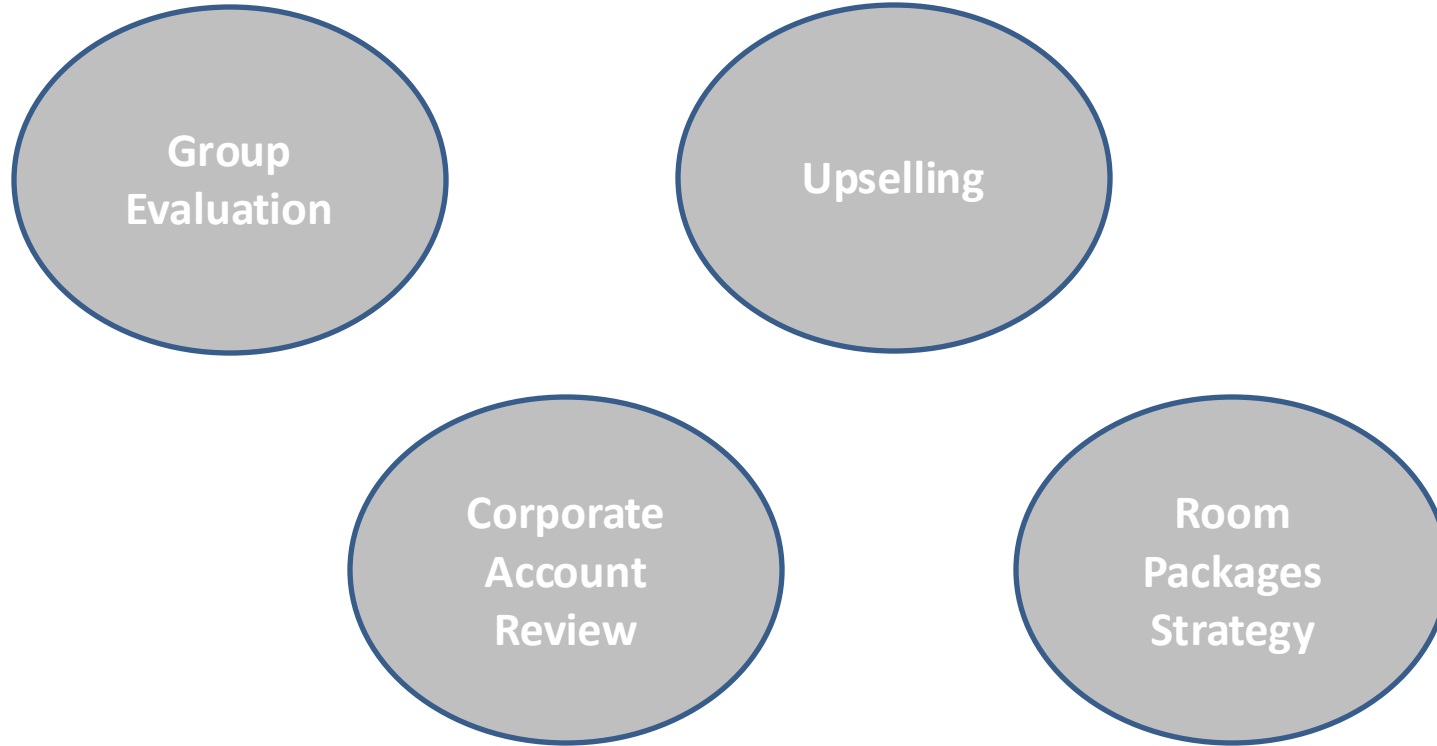 Group
Evaluation
Upselling
Corporate
Account
Review
Room
Packages
Strategy